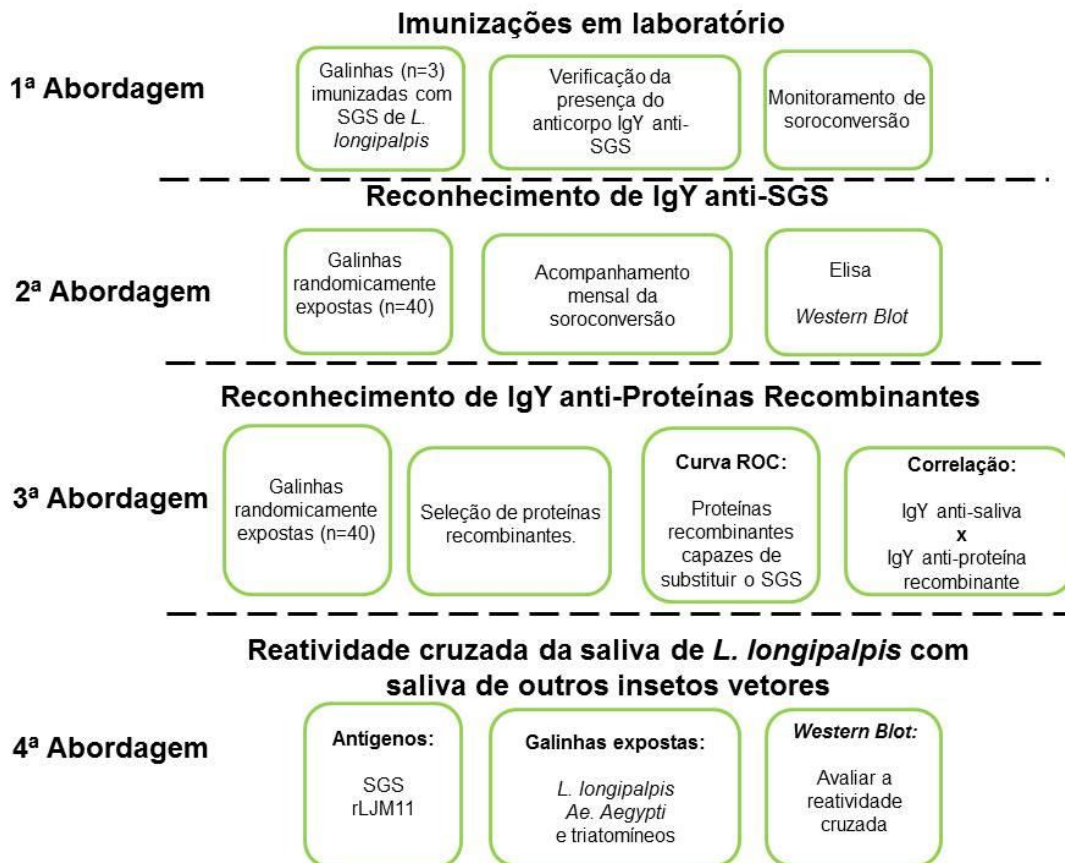 Imunizações em laboratório
1ª Abordagem
Galinhas (n=3)
imunizadas com
SGS de L.
longipalpis
Verificação da
presença do
anticorpo IgY anti-
SGS
Monitoramento de
soroconversão
Reconhecimento de IgY anti-SGS
2ª Abordagem
Galinhas
randomicamente
expostas (n=40)
Acompanhamento
mensal da
soroconversão
Elisa
Western Blot
Reconhecimento de IgY anti-Proteínas Recombinantes
3ª Abordagem
Galinhas
randomicamente
expostas (n=40)
Seleção de proteínas
recombinantes.
Curva ROC:
Proteínas
recombinantes
capazes de
substituir o SGS
Correlação:
IgY anti-saliva
x
IgY anti-proteína
recombinante
Reatividade cruzada da saliva de L. longipalpis com
saliva de outros insetos vetores
4ª Abordagem
Antígenos:
SGS
rLJM11
Galinhas expostas:
L. longipalpis
Ae. Aegypti
e triatomíneos
Western Blot:
Avaliar a
reatividade
cruzada